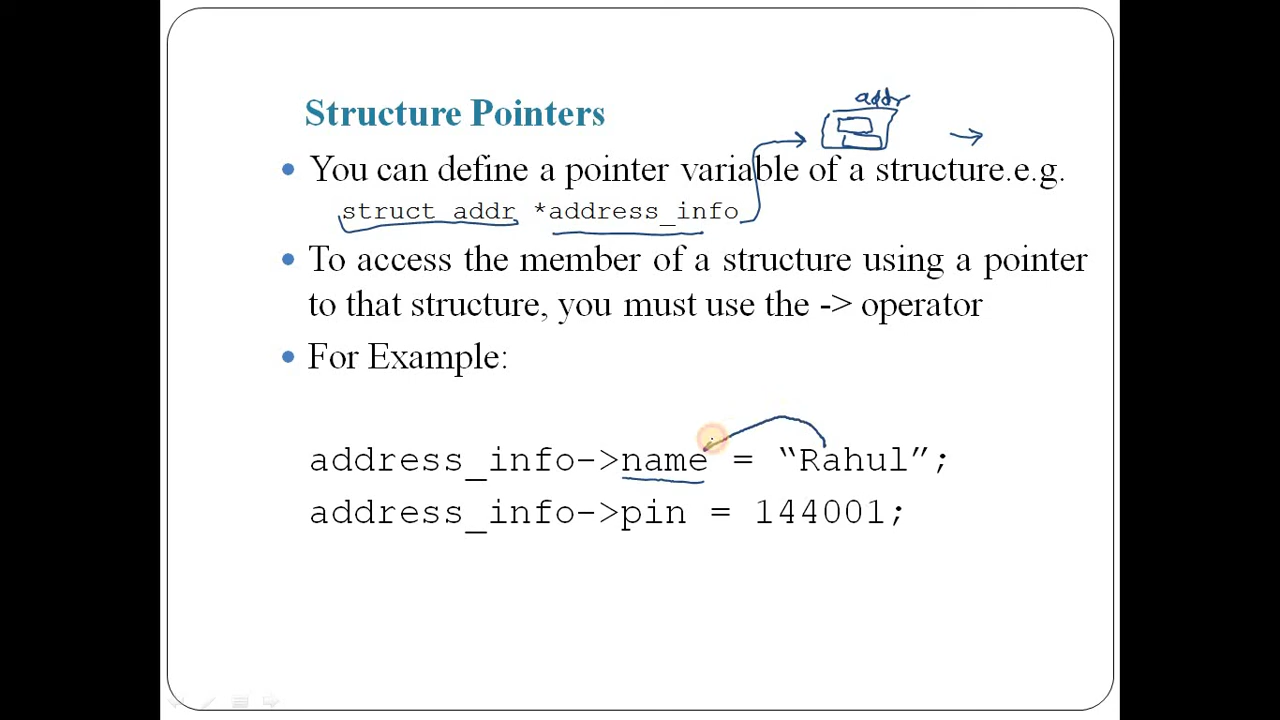 addr
Structure Pointers
You can define a pointer variable of a structure.e.g.
struct addr *address_info
To access the member of a structure using a pointer
to that structure, you must use the -> operator
For Example:
address_info->name = “Rahul”;
address_info->pin = 144001;